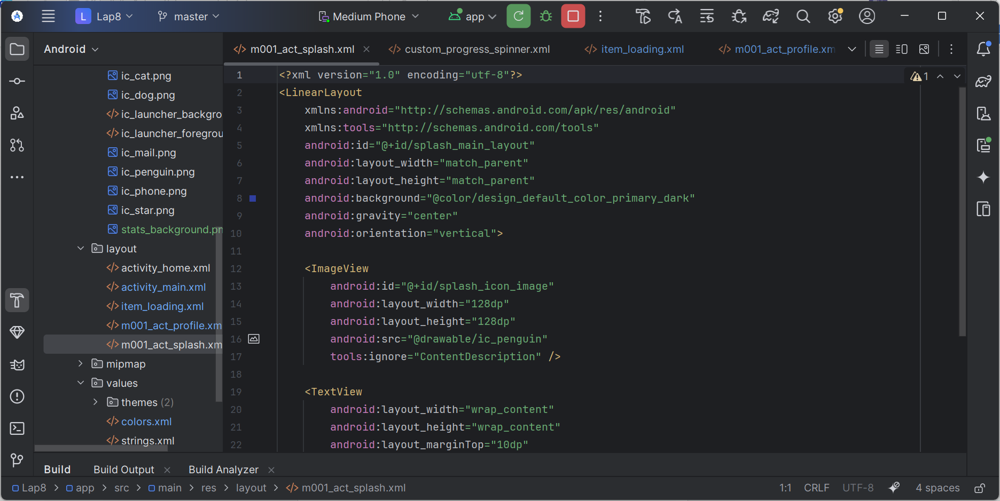 L Lap8 master Medium Phone app
Android
m001_act_splash.xml custom_progress_spinner.xml item_loading.xml m001_act_profile.xm
ic_cat.png
ic_dog.png
ic_launcher_backgro
ic_launcher_foregrou
ic_mail.png
ic_penguin.png
ic_phone.png
ic_star.png
stats_background.pn
layout
activity_home.xml
activity_main.xml
item_loading.xml
m001_act_profile.xm
m001_act_splash.xm
mipmap
values
themes (2)
colors.xml
strings.xml
1 <?xml version="1.0" encoding="utf-8"?>
2 <LinearLayout
3 xmlns:android="http://schemas.android.com/apk/res/android"
4 xmlns:tools="http://schemas.android.com/tools"
5 android:id="@+id/splash_main_layout"
6 android:layout_width="match_parent"
7 android:layout_height="match_parent"
8 android:background="@color/design_default_color_primary_dark"
9 android:gravity="center"
10 android:orientation="vertical">
11
12 <ImageView
13 android:id="@+id/splash_icon_image"
14 android:layout_width="128dp"
15 android:layout_height="128dp"
16 android:src="@drawable/ic_penguin"
17 tools:ignore="ContentDescription" />
18
19 <TextView
20 android:layout_width="wrap_content"
21 android:layout_height="wrap_content"
22 android:layout_marginTop="10dp"
1
Build Build Output Build Analyzer
Lap8 > app > src > main > res > layout > m001_act_splash.xml
1:1 CRLF UTF-8 4 spaces